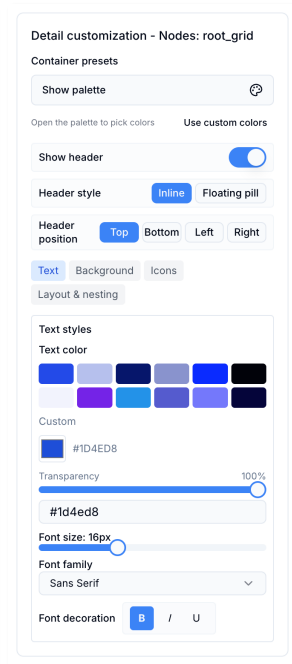 Detail customization - Nodes: root_grid
Container presets
Show palette
Open the palette to pick colors Use custom colors
Show header
Header style Inline Floating pill
Header position Top Bottom Left Right
Text Background Icons
Layout & nesting
Text styles
Text color
Custom
#1D4ED8
Transparency 100%
#1d4ed8
Font size: 16px
Font family
Sans Serif
Font decoration B I U